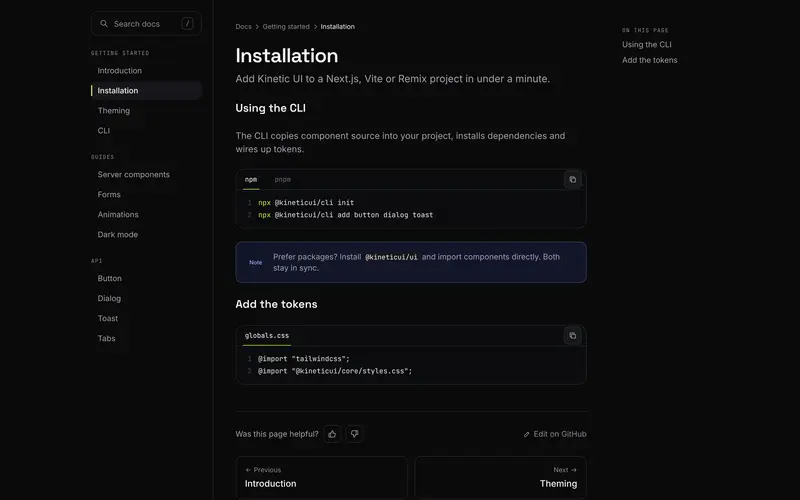 Search docs /
GETTING STARTED
Introduction
Installation
Theming
CLI
GUIDES
Server components
Forms
Animations
Dark mode
API
Button
Dialog
Toast
Tabs
Docs > Getting started > Installation
Installation
Add Kinetic UI to a Next.js, Vite or Remix project in under a minute.
Using the CLI
The CLI copies component source into your project, installs dependencies and
wires up tokens.
npm pnpm
1 npx @kineticui/cli init
2 npx @kineticui/cli add button dialog toast
Note
Prefer packages? Install @kineticui/ui and import components directly. Both
stay in sync.
Add the tokens
globals.css
1 @import "tailwindcss";
2 @import "@kineticui/core/styles.css";
Was this page helpful?
Edit on GitHub
← Previous
Introduction
Next →
Theming
ON THIS PAGE
Using the CLI
Add the tokens